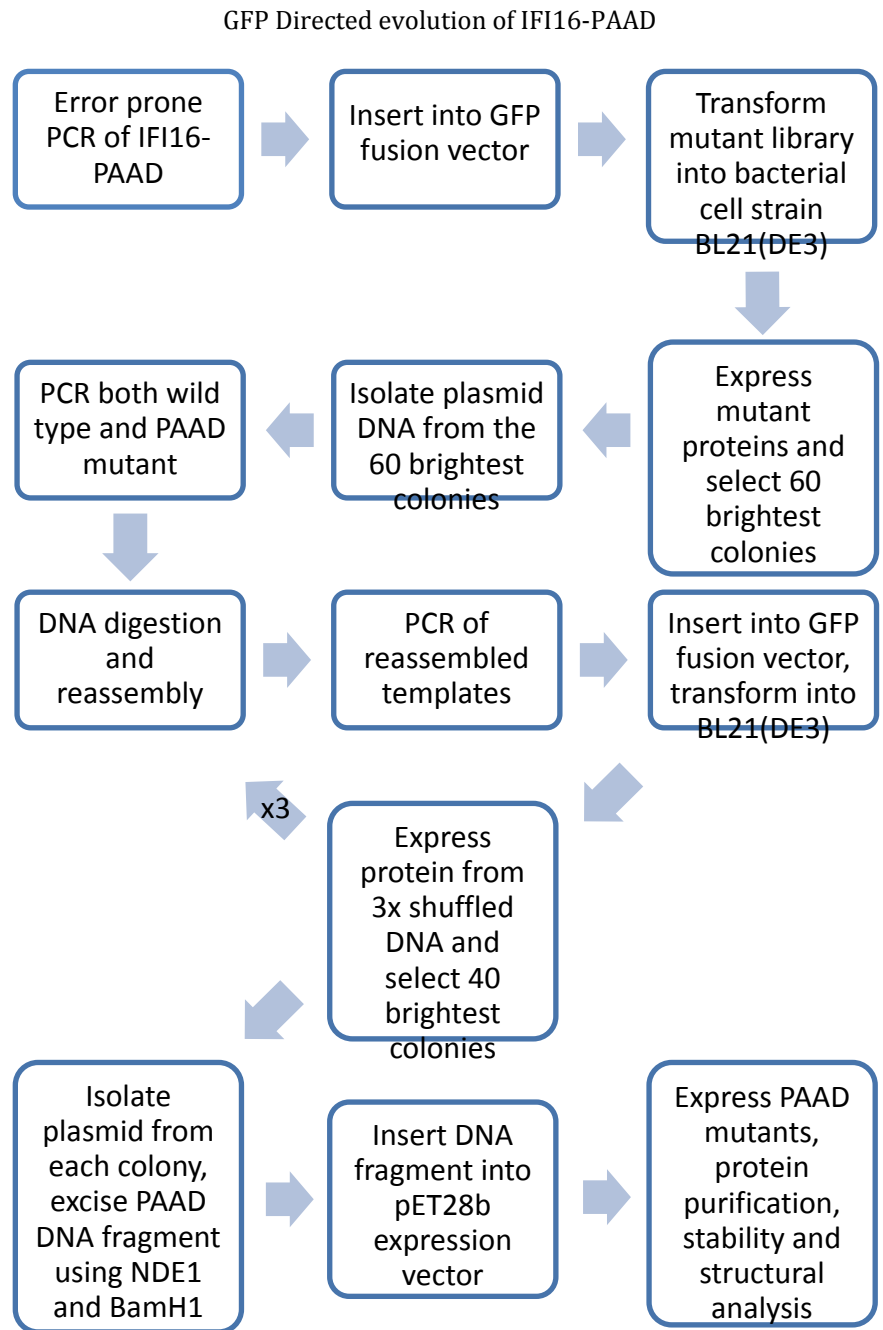 GFP Directed evolution of IFI16-PAAD
Error prone
PCR of IFI16-
PAAD
Insert into GFP
fusion vector
Transform
mutant library
into bacterial
cell strain
BL21(DE3)
Express
mutant
proteins and
select 60
brightest
colonies
Isolate plasmid
DNA from the
60 brightest
colonies
PCR both wild
type and PAAD
mutant
DNA digestion
and
reassembly
PCR of
reassembled
templates
Insert into GFP
fusion vector,
transform into
BL21(DE3)
x3
Express
protein from
3x shuffled
DNA and
select 40
brightest
colonies
Isolate
plasmid from
each colony,
excise PAAD
DNA fragment
using NDE1
and BamH1
Insert DNA
fragment into
pET28b
expression
vector
Express PAAD
mutants,
protein
purification,
stability and
structural
analysis